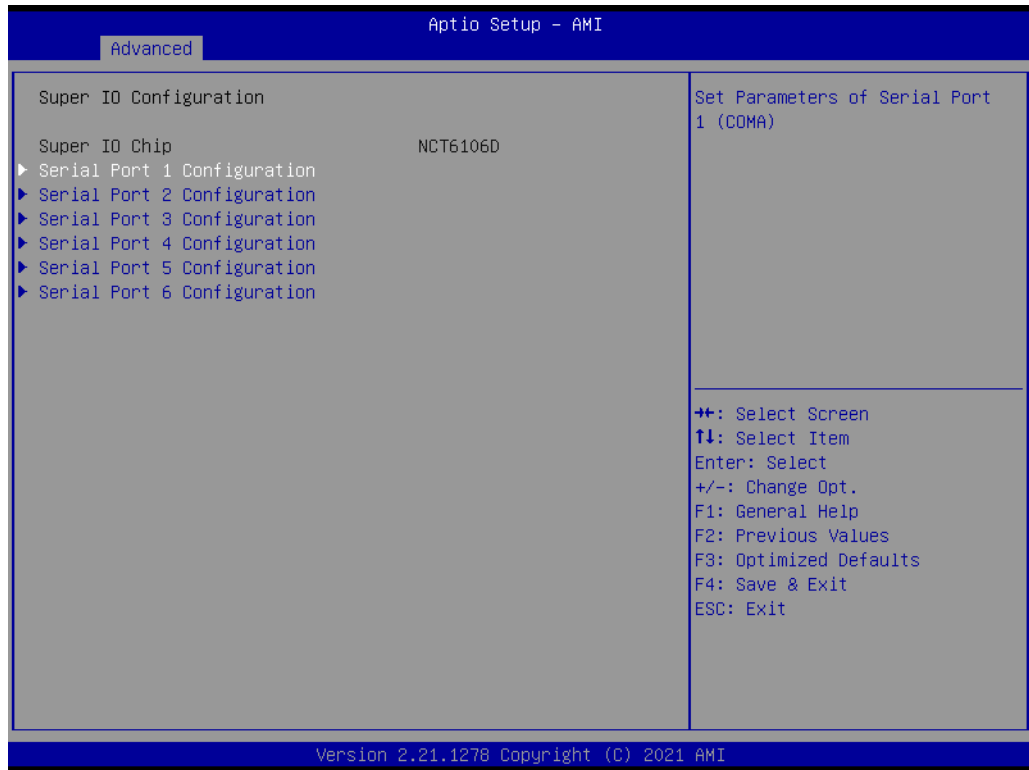 Aptio Setup – AMI
Advanced
Super IO Configuration
Super IO Chip NCT6106D
▶ Serial Port 1 Configuration
▶ Serial Port 2 Configuration
▶ Serial Port 3 Configuration
▶ Serial Port 4 Configuration
▶ Serial Port 5 Configuration
▶ Serial Port 6 Configuration
Set Parameters of Serial Port
1 (COMA)
→←: Select Screen
↑↓: Select Item
Enter: Select
+/-: Change Opt.
F1: General Help
F2: Previous Values
F3: Optimized Defaults
F4: Save & Exit
ESC: Exit
Version 2.21.1278 Copyright (C) 2021 AMI